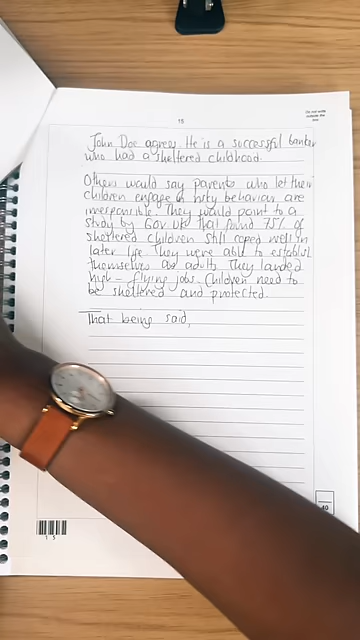 15
Do not write
outside the
box
John Doe agrees. He is a successful banker
who had a sheltered childhood.
Others would say parents who let their
children engage in risky behaviour are
irresponsible. They would point to a
study by GOV UK that found 75% of
sheltered children still coped well in
later life. They were able to establish
themselves as adults. They landed
high-flying jobs. Children need to
be sheltered and protected.
That being said,
40
15